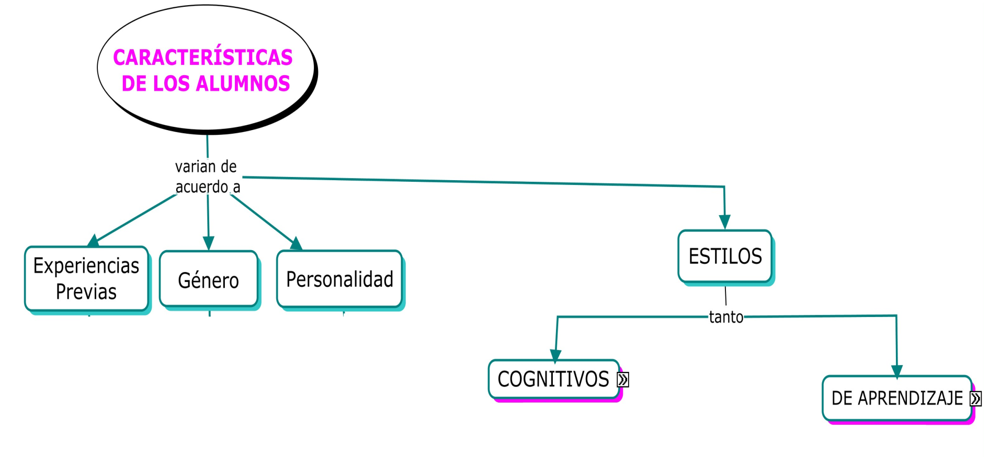 CARACTERÍSTICAS
DE LOS ALUMNOS
varian de
acuerdo a
Experiencias
Previas
Género
Personalidad
ESTILOS
tanto
COGNITIVOS
DE APRENDIZAJE